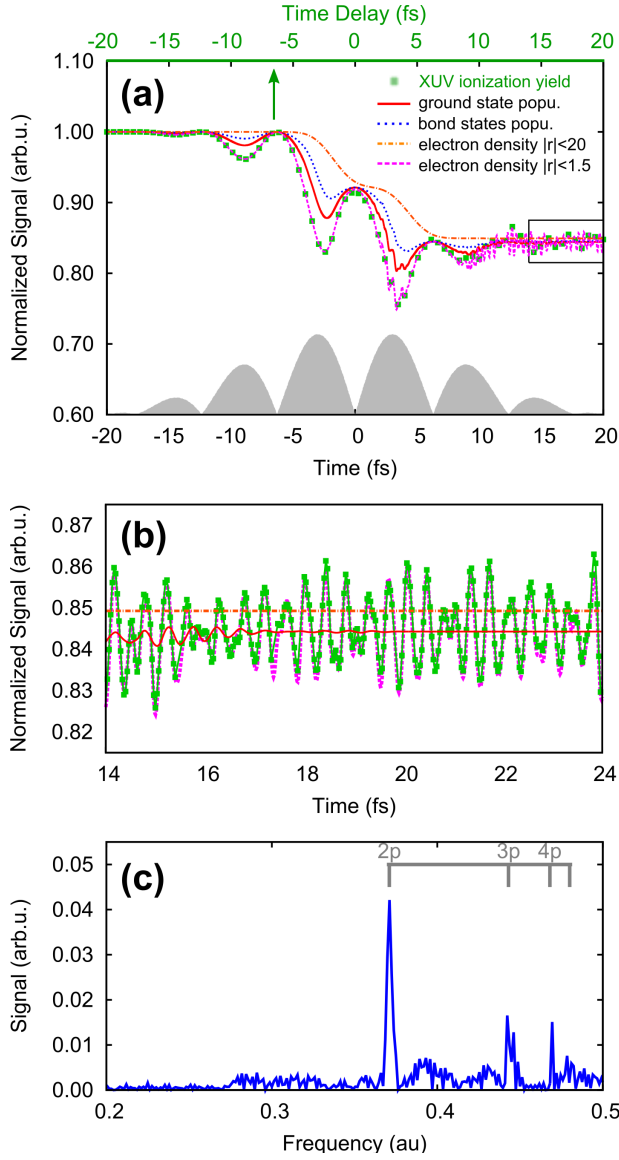 Time Delay (fs)
-20 -15 -10 -5 0 5 10 15 20
(a)
XUV ionization yield
ground state popu.
bond states popu.
electron density |r|<20
electron density |r|<1.5
Normalized Signal (arb.u.)
1.10
1.00
0.90
0.80
0.70
0.60
-20 -15 -10 -5 0 5 10 15 20
Time (fs)
(b)
Normalized Signal (arb.u.)
0.87
0.86
0.85
0.84
0.83
0.82
14 16 18 20 22 24
Time (fs)
(c)
2p 3p 4p
Signal (arb.u.)
0.05
0.04
0.03
0.02
0.01
0.00
0.2 0.3 0.4 0.5
Frequency (au)